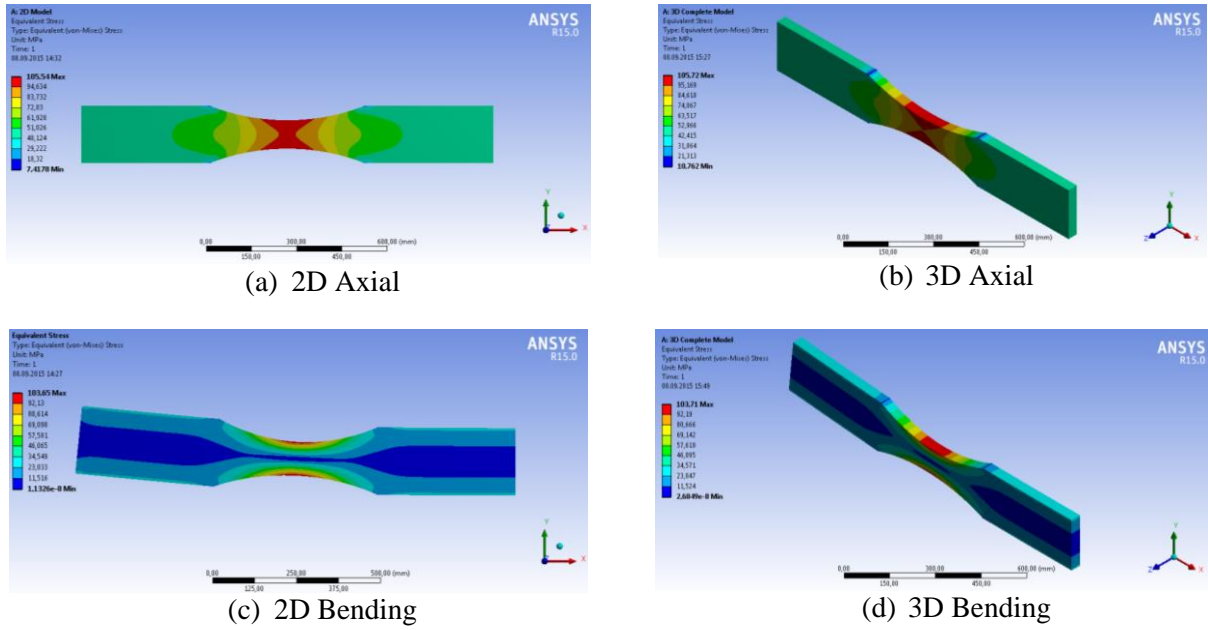 A: 2D Model
Equivalent Stress
Type: Equivalent (von-Mises) Stress
Unit: MPa
Time: 1
08.09.2015 14:32
105.54 Max
94,634
83,732
72,83
61,928
51,026
40,124
29,222
18,32
7,4178 Min
ANSYS
R15.0
0,00
300,00
600,00 (mm)
150,00
450,00
Y
X
(a) 2D Axial
A: 3D Complete Model
Equivalent Stress
Type: Equivalent (von-Mises) Stress
Unit: MPa
Time: 1
08.09.2015 15:27
105.72 Max
95,169
84,618
74,067
63,517
52,966
42,415
31,864
21,313
10,762 Min
ANSYS
R15.0
0,00
300,00
600,00 (mm)
150,00
450,00
Y
Z
X
(b) 3D Axial
Equivalent Stress
Type: Equivalent (von-Mises) Stress
Unit: MPa
Time: 1
08.09.2015 14:27
103.65 Max
92,13
80,614
69,098
57,581
46,065
34,549
23,033
11,516
1,1326e-8 Min
ANSYS
R15.0
0,00
250,00
500,00 (mm)
125,00
375,00
Y
X
(c) 2D Bending
A: 3D Complete Model
Equivalent Stress
Type: Equivalent (von-Mises) Stress
Unit: MPa
Time: 1
08.09.2015 15:49
103.71 Max
92,19
80,666
69,142
57,619
46,095
34,571
23,047
11,524
2,6849e-8 Min
ANSYS
R15.0
0,00
300,00
600,00 (mm)
150,00
450,00
Y
Z
X
(d) 3D Bending